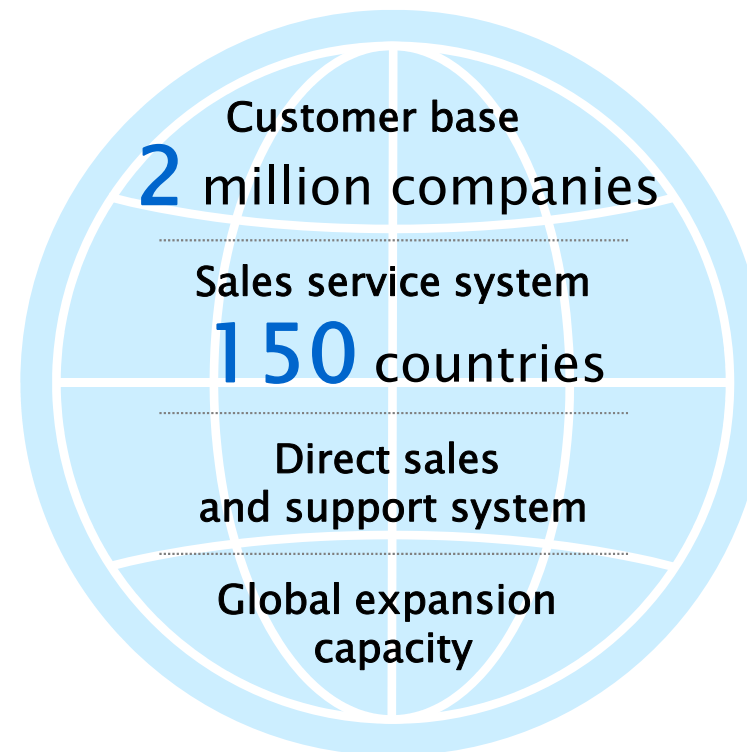 Customer base
2 million companies
Sales service system
150 countries
Direct sales
and support system
Global expansion
capacity